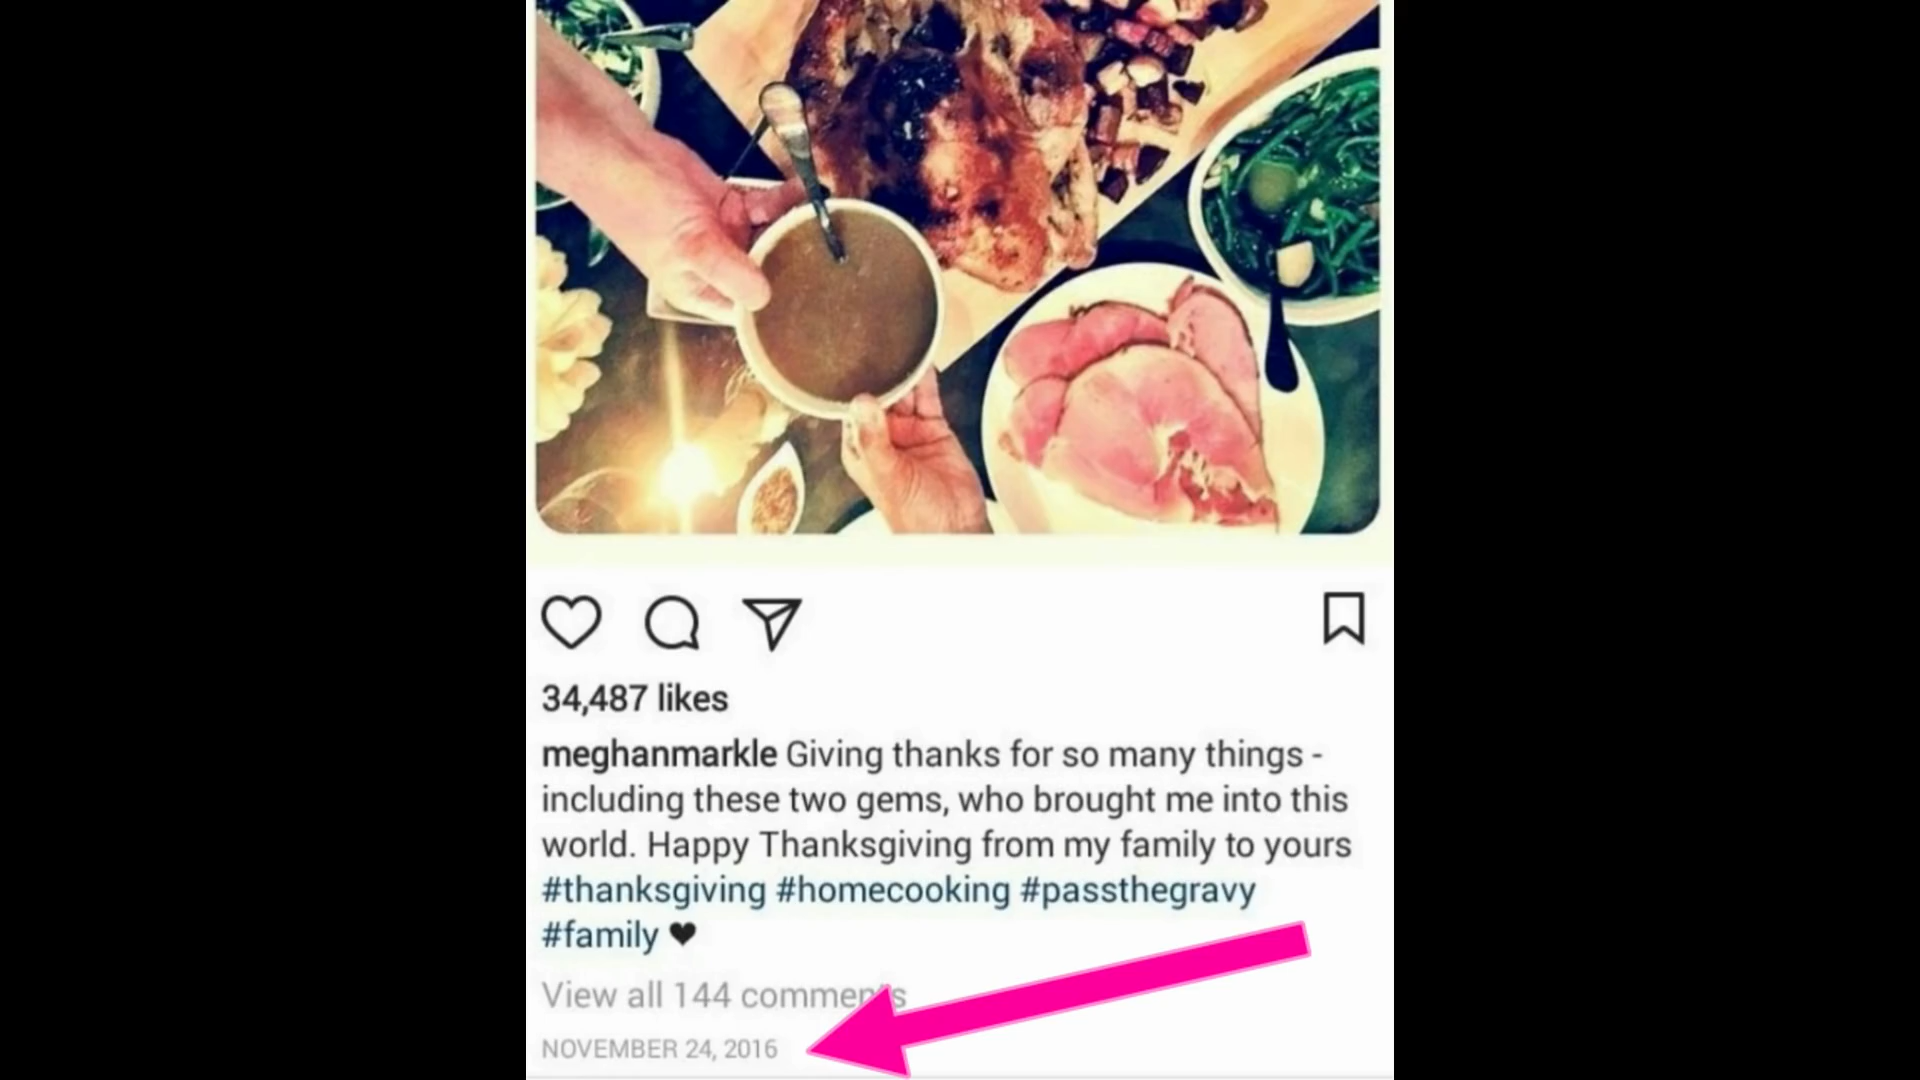 34,487 likes
meghanmarkle Giving thanks for so many things -
including these two gems, who brought me into this
world. Happy Thanksgiving from my family to yours
#thanksgiving #homecooking #passthegravy
#family ♥
View all 144 comments
NOVEMBER 24, 2016